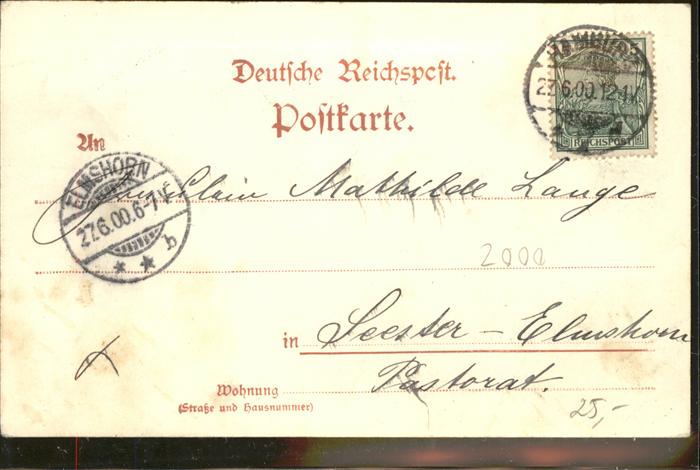 Deutsche Reichspost.
Postkarte.
HAMBURG
27.6.00.12-1N
REICHSPOST
An
ELMSHORN
27.6.00.6-7N
b
Fräulein Mathilde Lange
2000
in Seester-Elmshorn
Pastorat.
Wohnung
(Straße und Hausnummer)
25,-